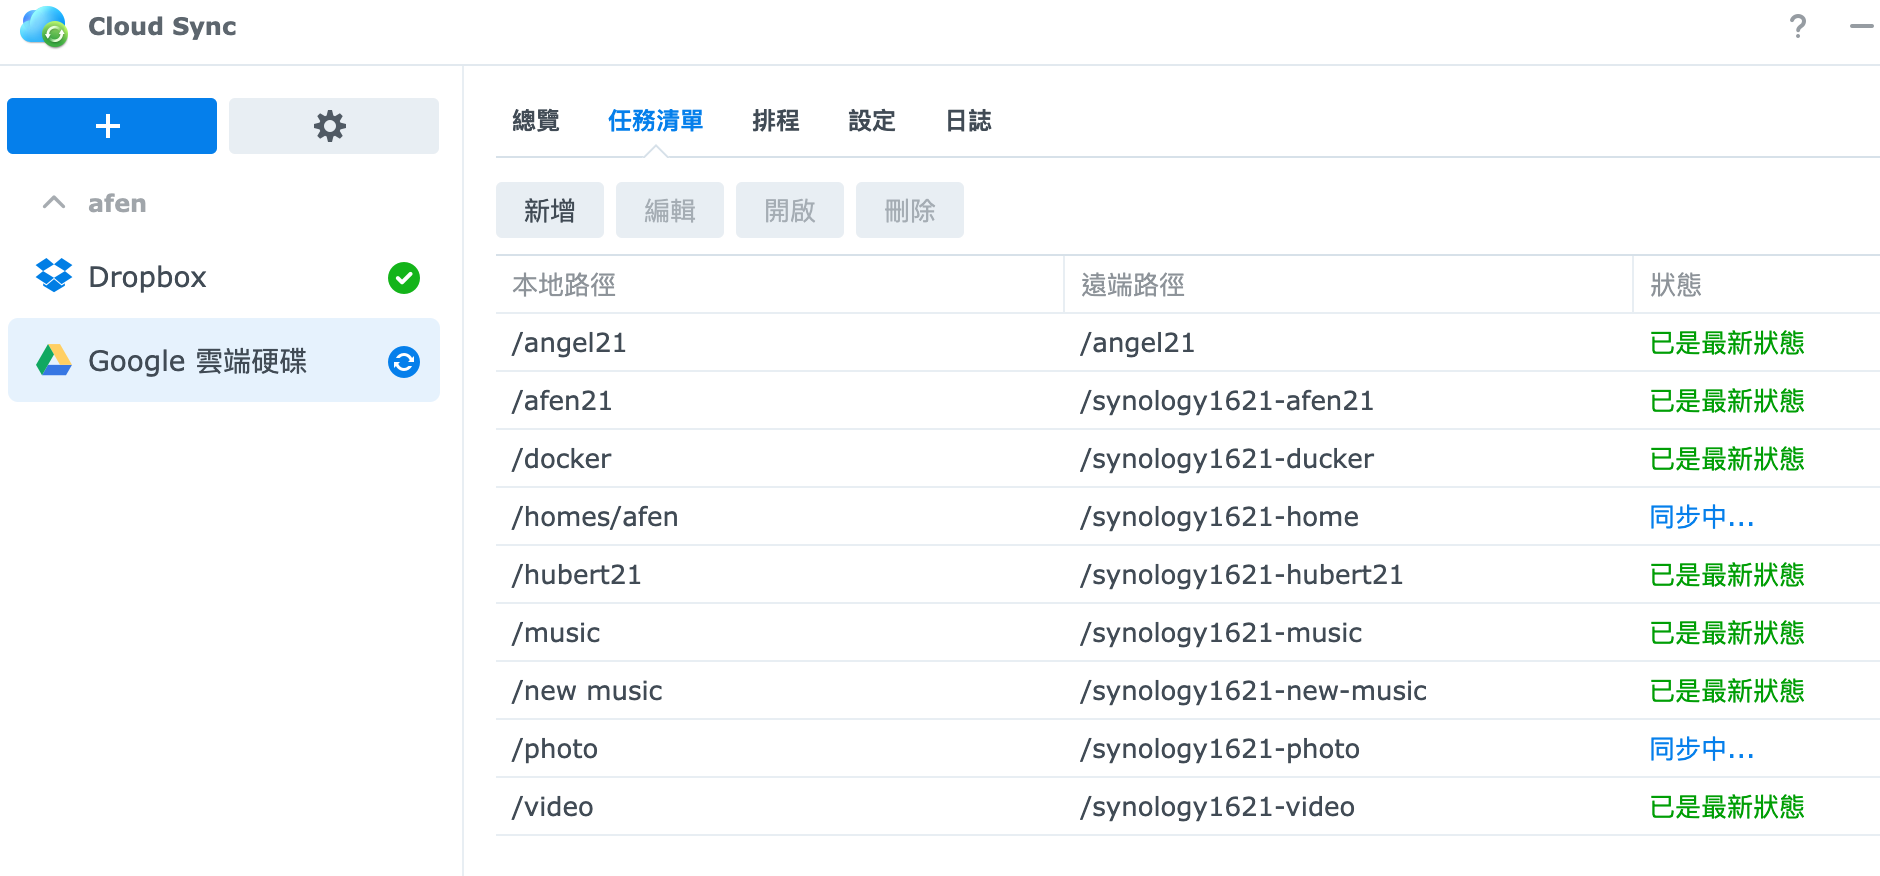 Cloud Sync
?
afen
Dropbox
Google 雲端硬碟
總覽 任務清單 排程 設定 日誌
新增 編輯 開啟 刪除
本地路徑 遠端路徑 狀態
/angel21 /angel21 已是最新狀態
/afen21 /synology1621-afen21 已是最新狀態
/docker /synology1621-ducker 已是最新狀態
/homes/afen /synology1621-home 同步中...
/hubert21 /synology1621-hubert21 已是最新狀態
/music /synology1621-music 已是最新狀態
/new music /synology1621-new-music 已是最新狀態
/photo /synology1621-photo 同步中...
/video /synology1621-video 已是最新狀態